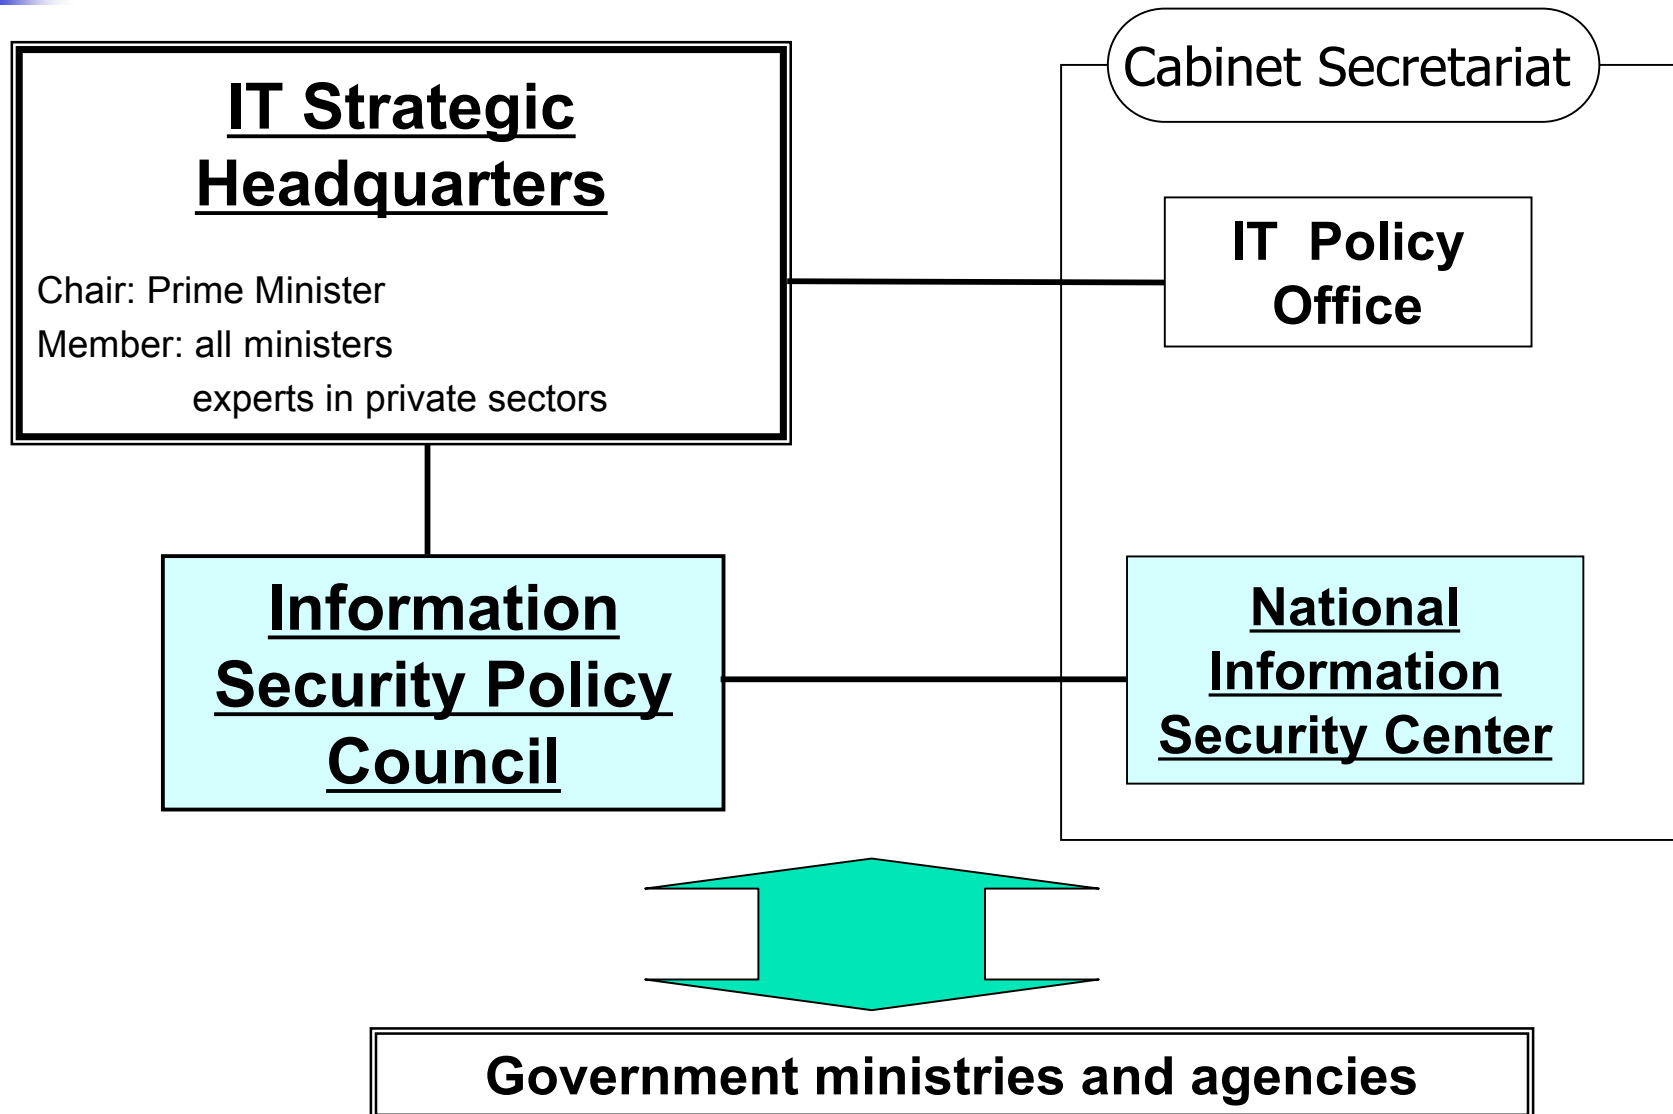 IT Strategic
Headquarters
Chair: Prime Minister
Member: all ministers
experts in private sectors
Cabinet Secretariat
IT Policy
Office
Information
Security Policy
Council
National
Information
Security Center
Government ministries and agencies